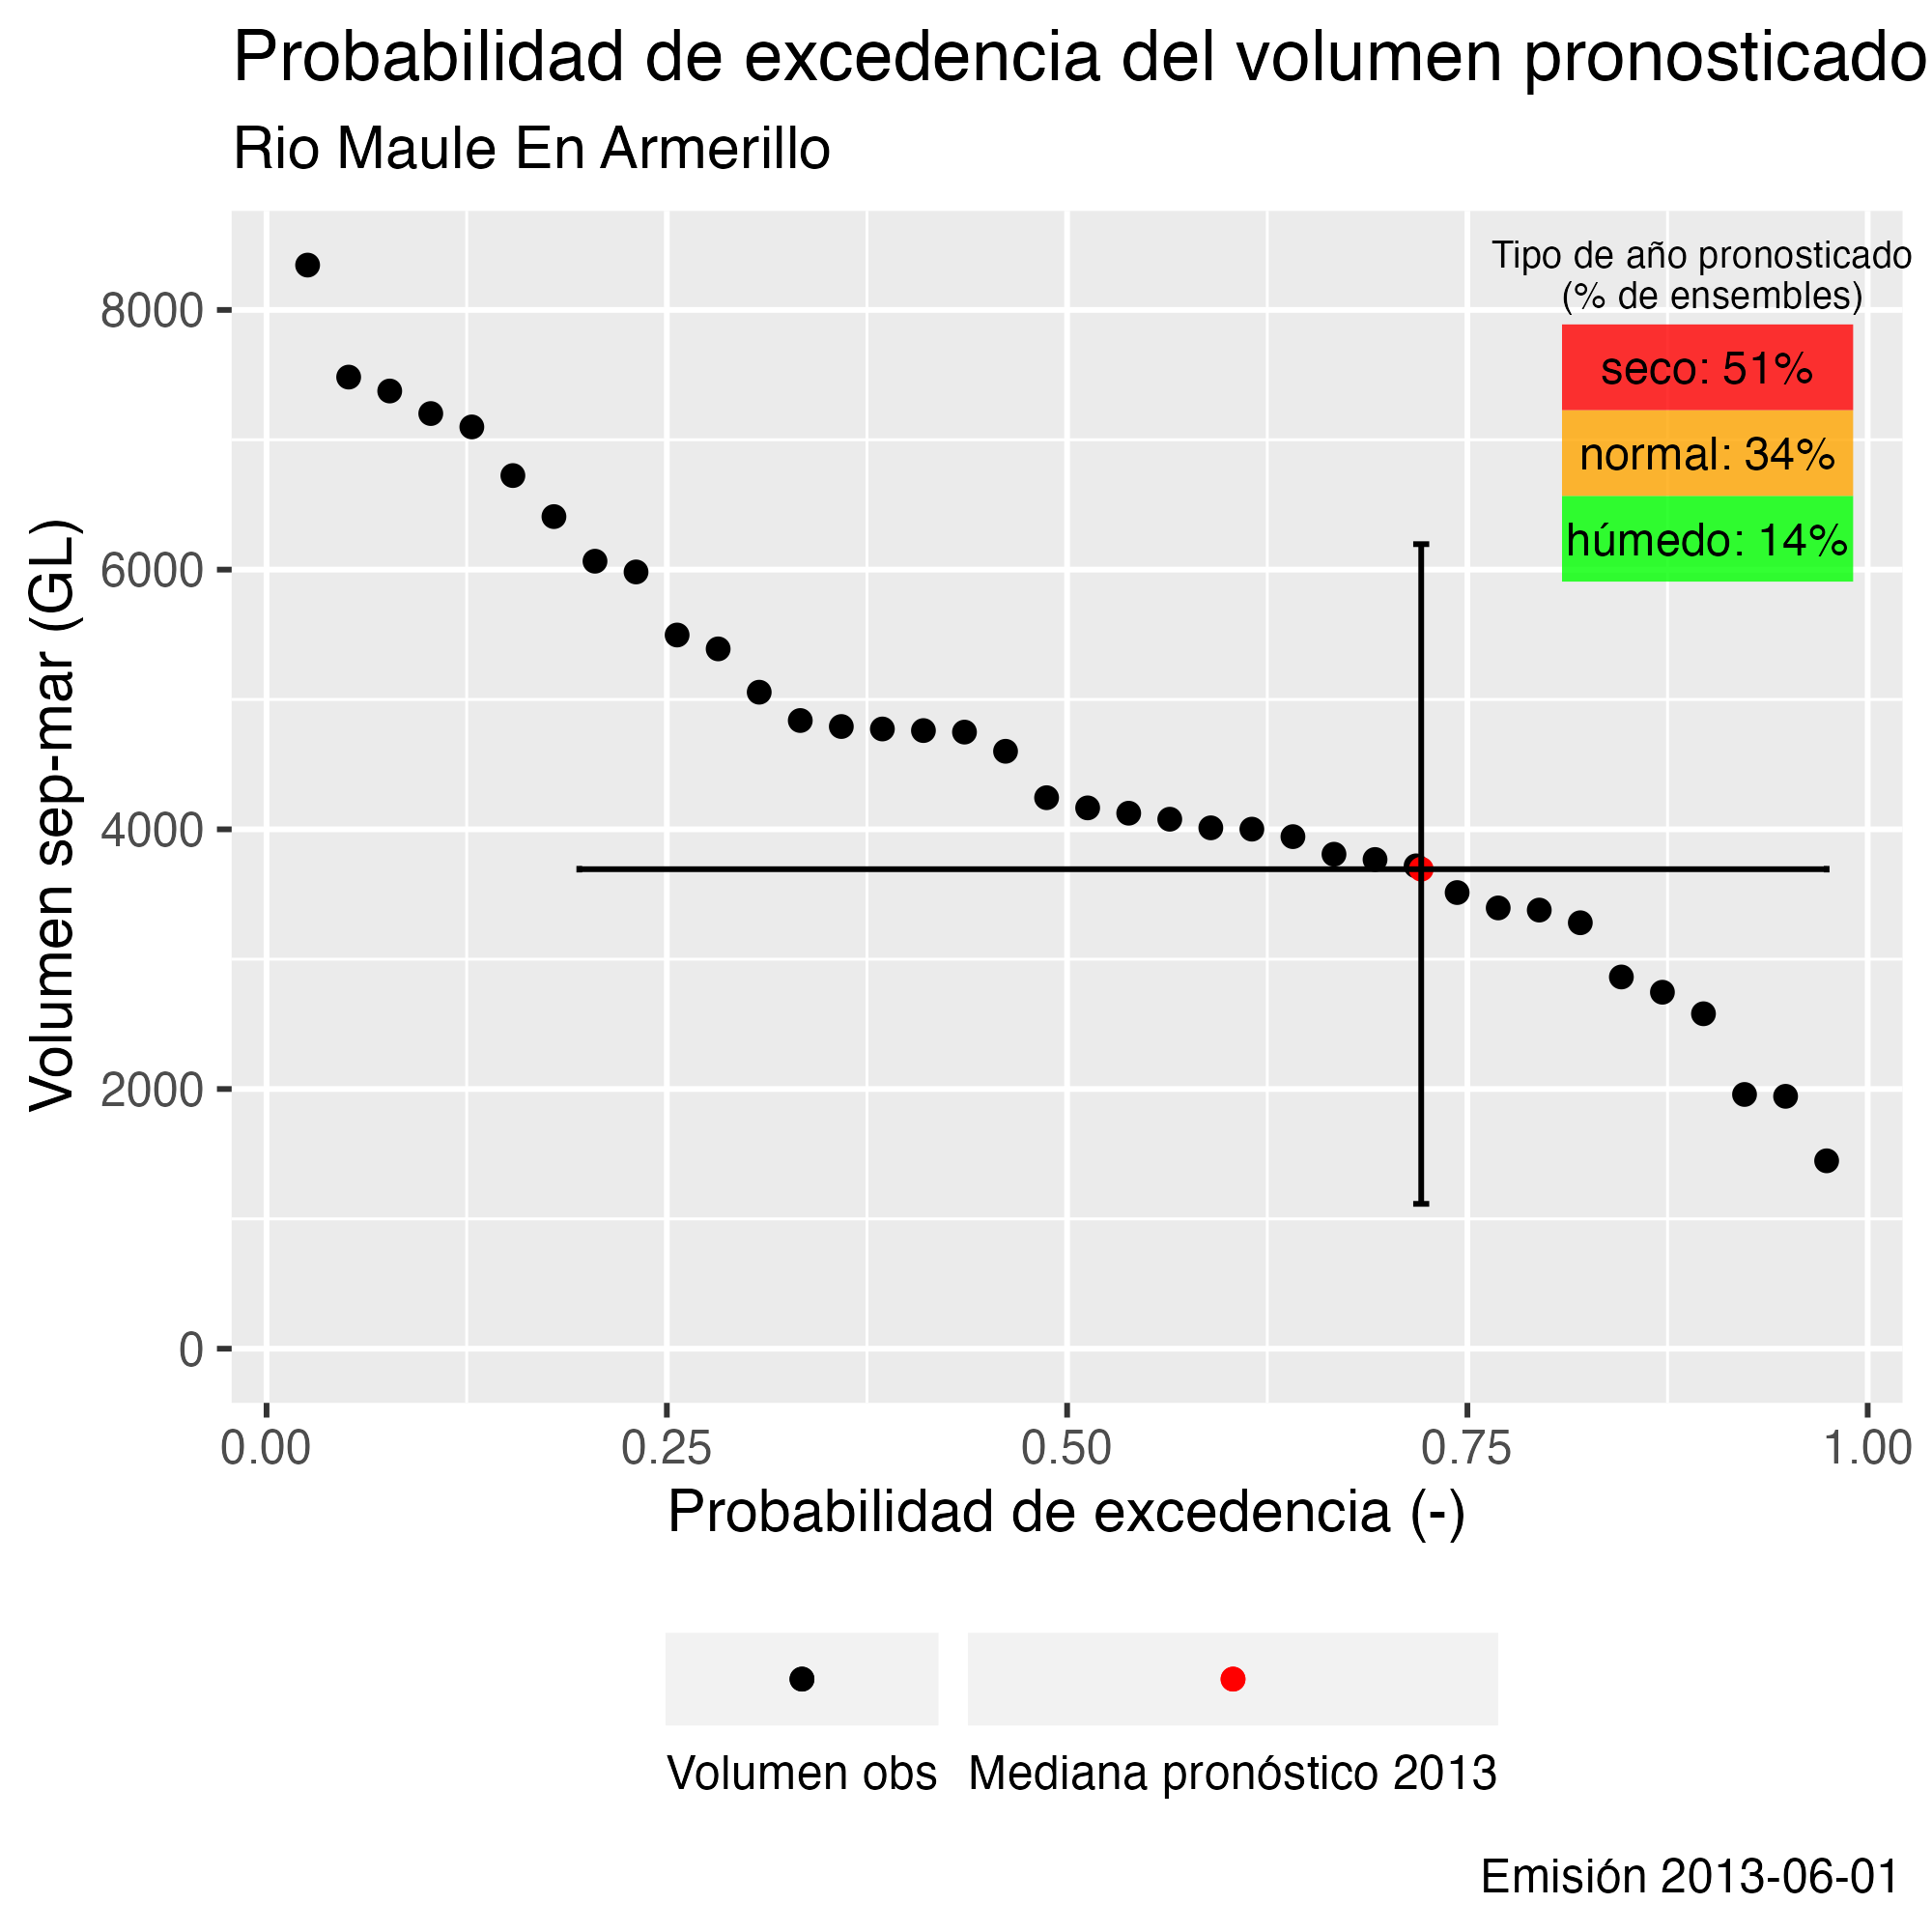 Probabilidad de excedencia del volumen pronosticado
Rio Maule En Armerillo
Tipo de año pronosticado
(% de ensembles)
seco: 51%
normal: 34%
húmedo: 14%
Volumen sep-mar (GL)
8000
6000
4000
2000
0
0.00 0.25 0.50 0.75 1.00
Probabilidad de excedencia (-)
Volumen obs Mediana pronóstico 2013
Emisión 2013-06-01